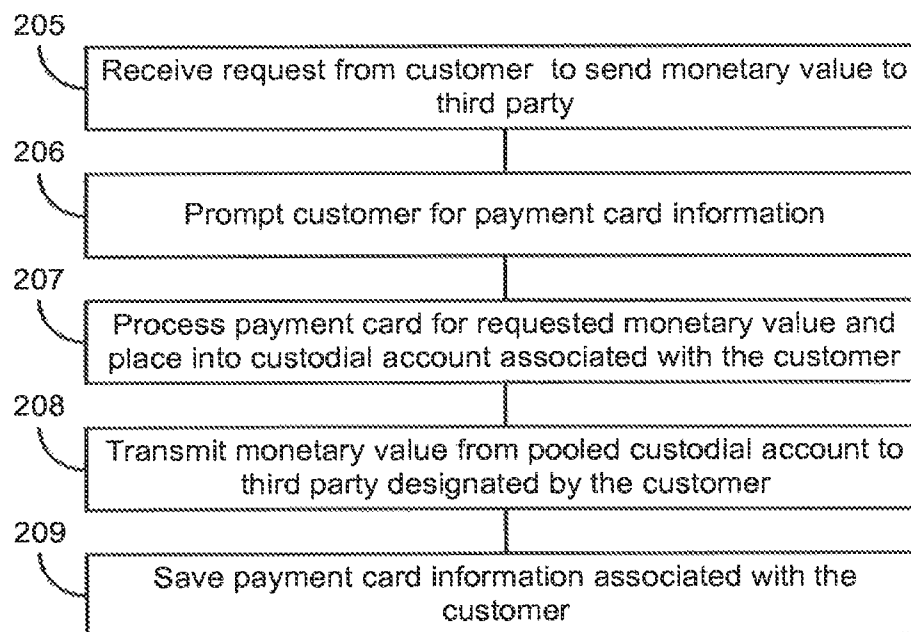 205
Receive request from customer to send monetary value to
third party
206
Prompt customer for payment card information
207
Process payment card for requested monetary value and
place into custodial account associated with the customer
208
Transmit monetary value from pooled custodial account to
third party designated by the customer
209
Save payment card information associated with the
customer